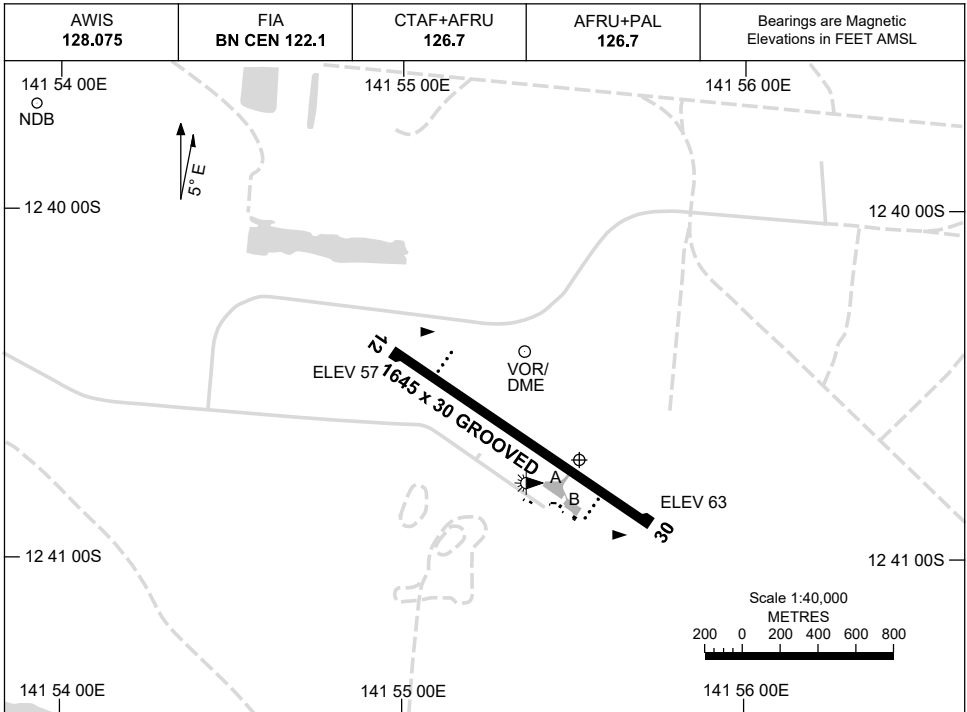 AWIS
128.075
FIA
BN CEN 122.1
CTAF+AFRU
126.7
AFRU+PAL
126.7
Bearings are Magnetic
Elevations in FEET AMSL
141 54 00E
141 55 00E
141 56 00E
NDB
5° E
12 40 00S
12 40 00S
12
ELEV 57
VOR/
DME
1645 x 30 GROOVED
A
B
ELEV 63
30
12 41 00S
12 41 00S
Scale 1:40,000
METRES
200 0 200 400 600 800
141 54 00E
141 55 00E
141 56 00E